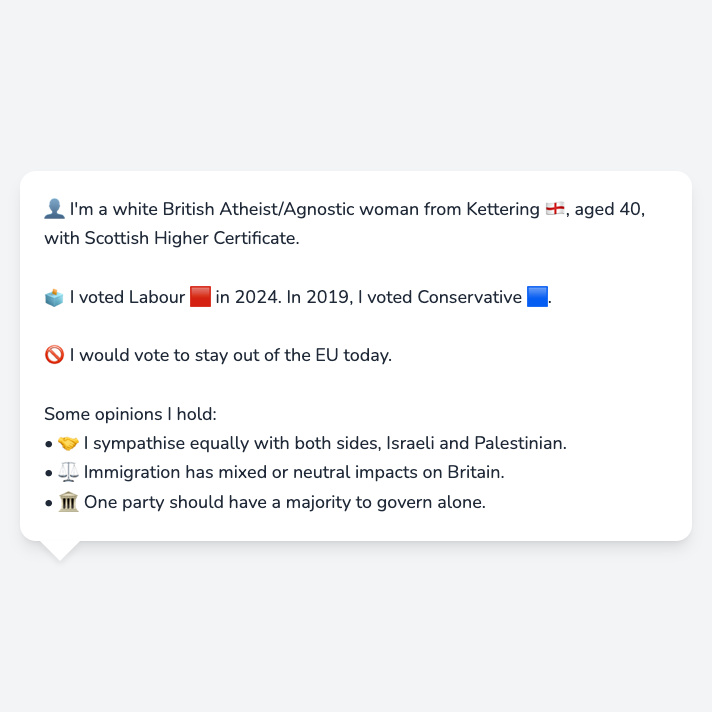 👤 I'm a white British Atheist/Agnostic woman from Kettering 🏴󠁧󠁢󠁥󠁮󠁧󠁿, aged 40,
with Scottish Higher Certificate.
🗳️ I voted Labour 🟥 in 2024. In 2019, I voted Conservative 🟦.
🚫 I would vote to stay out of the EU today.
Some opinions I hold:
• 🤝 I sympathise equally with both sides, Israeli and Palestinian.
• ⚖️ Immigration has mixed or neutral impacts on Britain.
• 🏛️ One party should have a majority to govern alone.